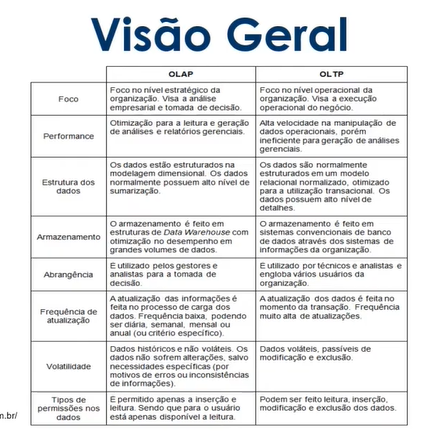 Visão Geral
OLAP
OLTP
Foco
Foco no nível estratégico da
organização. Visa a análise
empresarial e tomada de decisão.
Foco no nível operacional da
organização. Visa a execução
operacional do negócio.
Performance
Otimização para a leitura e geração
de análises e relatórios gerenciais.
Alta velocidade na manipulação de
dados operacionais, porém
ineficiente para geração de análises
gerenciais.
Estrutura dos
dados
Os dados estão estruturados na
modelagem dimensional. Os dados
normalmente possuem alto nível de
sumarização.
Os dados são normalmente
estruturados em um modelo
relacional normalizado, otimizado
para a utilização transacional. Os
dados possuem alto nível de
detalhes.
Armazenamento
O armazenamento é feito em
estruturas de Data Warehouse com
otimização no desempenho em
grandes volumes de dados.
O armazenamento é feito em
sistemas convencionais de banco
de dados através dos sistemas de
informações da organização.
Abrangência
É utilizado pelos gestores e
analistas para a tomada de
decisão.
É utilizado por técnicos e analistas e
engloba vários usuários da
organização.
Frequência de
atualização
A atualização das informações é
feita no processo de carga dos
dados. Frequência baixa, podendo
ser diária, semanal, mensal ou
anual (ou critério específico).
A atualização dos dados é feita no
momento da transação. Frequência
muito alta de atualizações.
Volatilidade
Dados históricos e não voláteis. Os
dados não sofrem alterações, salvo
necessidades específicas (por
motivos de erros ou inconsistências
de informações).
Dados voláteis, passíveis de
modificação e exclusão.
Tipos de
permissões nos
dados
É permitido apenas a inserção e
leitura. Sendo que para o usuário
está apenas disponível a leitura.
Podem ser feito leitura, inserção,
modificação e exclusão dos dados.
m.br/